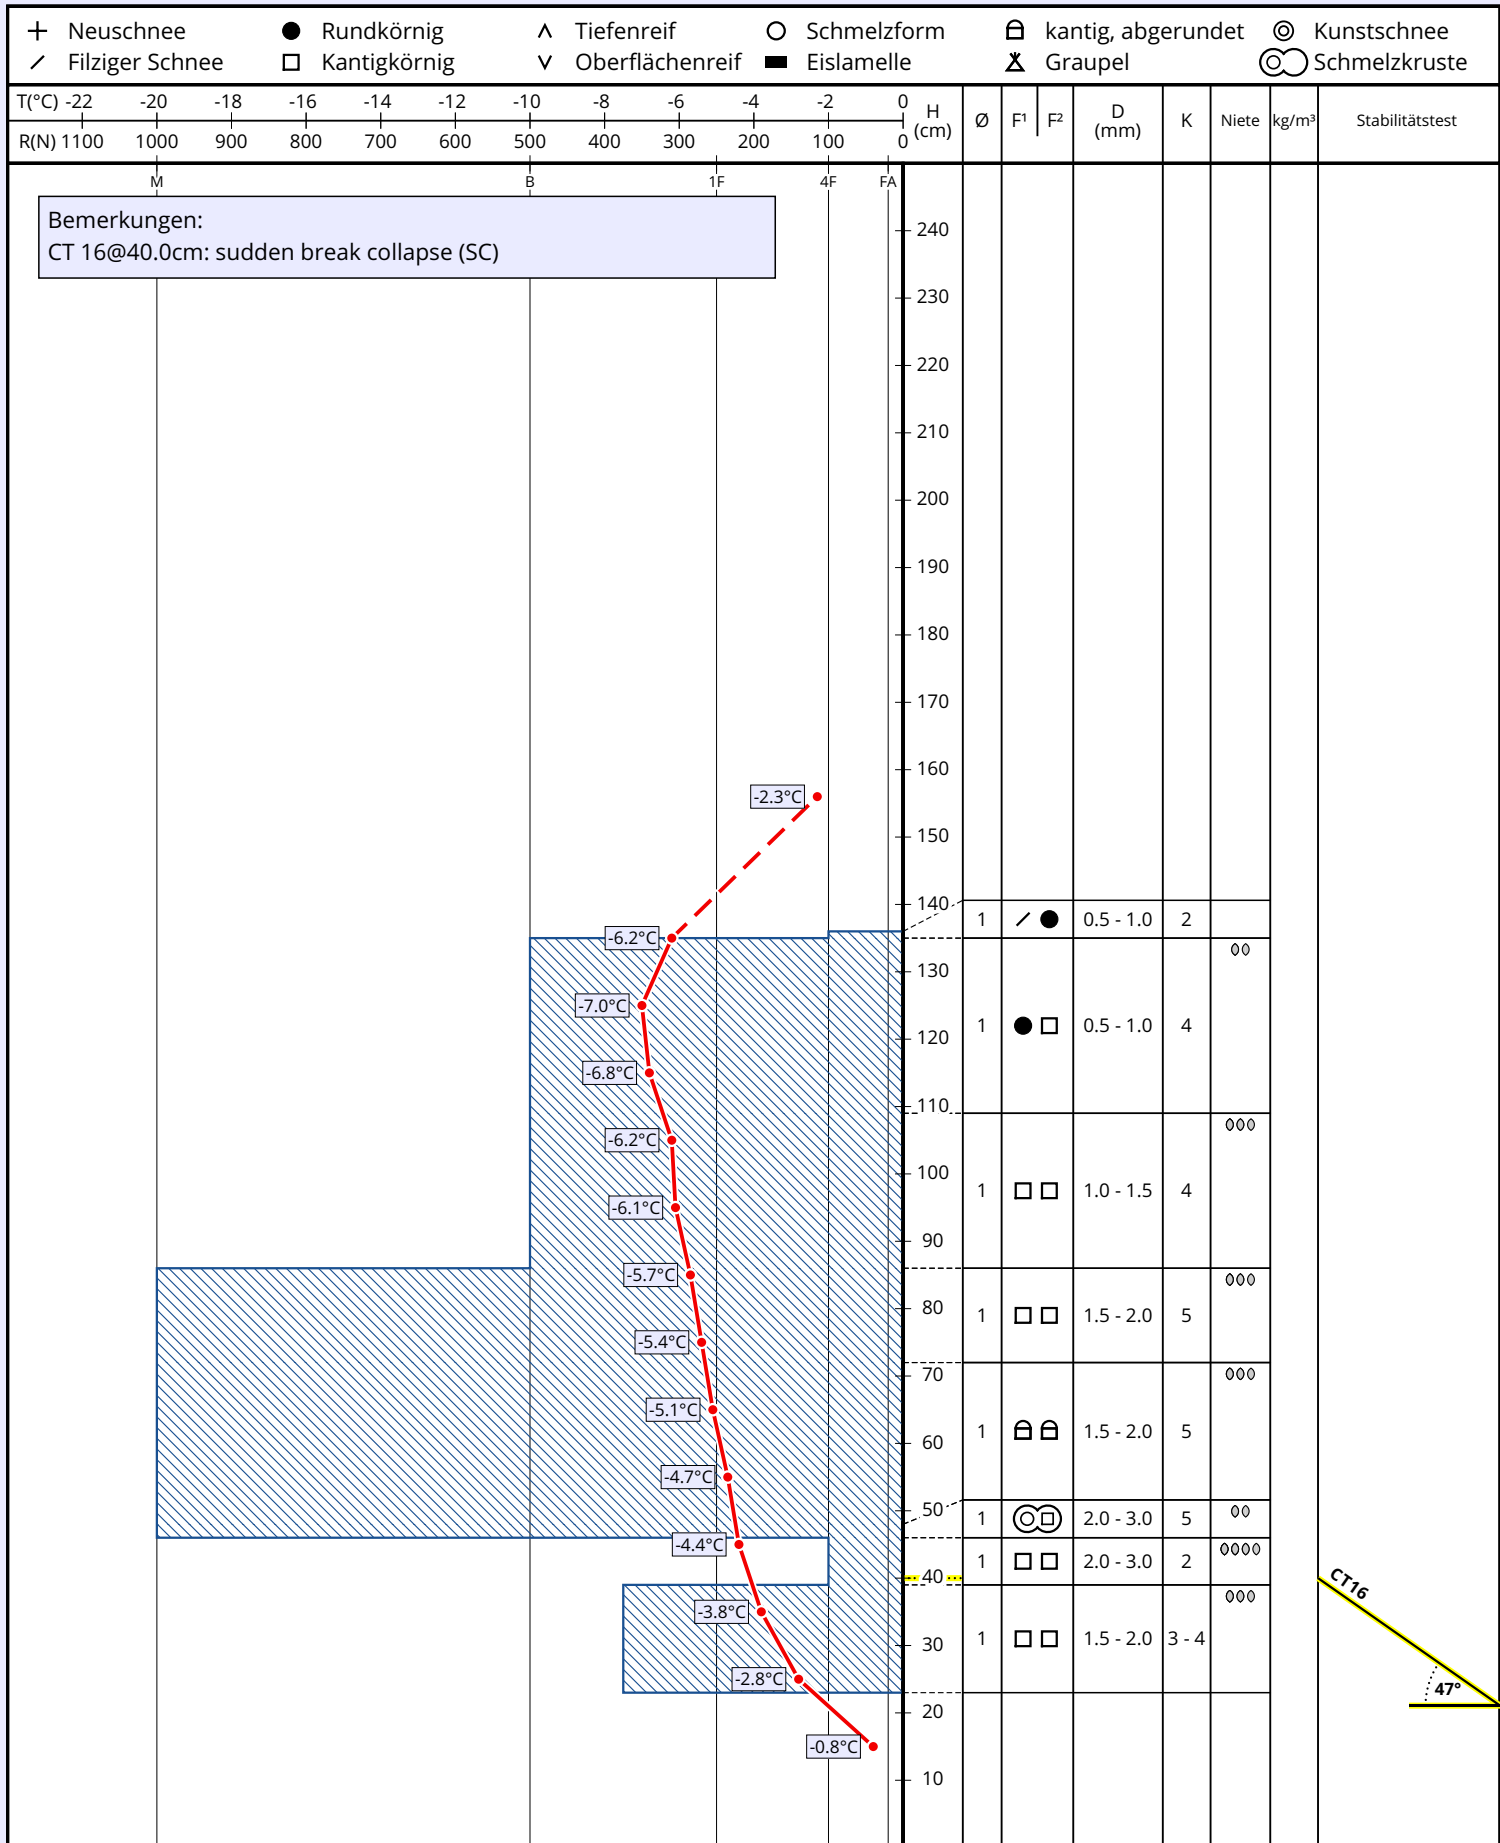 Neuschnee Rundkörnig Tiefenreif Schmelzform kantig, abgerundet Kunstschnee
Filziger Schnee Kantigkörnig Oberflächenreif Eislamelle Graupel Schmelzkruste
T(°C) -22 -20 -18 -16 -14 -12 -10 -8 -6 -4 -2 0
R(N) 1100 1000 900 800 700 600 500 400 300 200 100 0
H (cm) Ø F¹ F² D (mm) K Niete kg/m³ Stabilitätstest
M B 1F 4F FA
Bemerkungen:
CT 16@40.0cm: sudden break collapse (SC)
240
230
220
210
200
190
180
170
160
-2.3°C
150
140
1 0.5 - 1.0 2
-6.2°C
130
-7.0°C
1 0.5 - 1.0 4
120
-6.8°C
110
-6.2°C
100
1 1.0 - 1.5 4
-6.1°C
90
-5.7°C
80
1 1.5 - 2.0 5
-5.4°C
70
-5.1°C
1 1.5 - 2.0 5
60
-4.7°C
50
1 2.0 - 3.0 5
-4.4°C
1 2.0 - 3.0 2
40
CT16
-3.8°C
1 1.5 - 2.0 3 - 4
30
-2.8°C
47°
20
-0.8°C
10